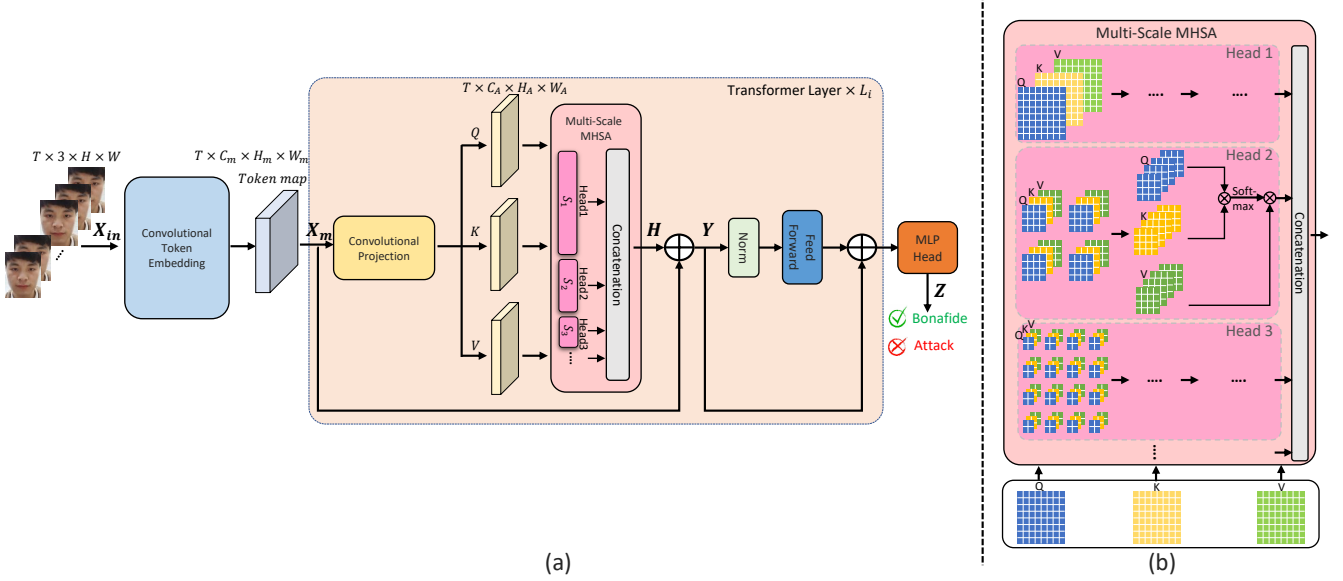 T × 3 × H × W
X_in
Convolutional
Token
Embedding
T × C_m × H_m × W_m
Token map
X_m
Convolutional
Projection
Q
K
V
T × C_A × H_A × W_A
Multi-Scale
MHSA
S_1
S_2
S_3
Head1
Head2
Head3
....
Concatenation
Transformer Layer × L_i
H
Y
Norm
Feed
Forward
MLP
Head
Z
Bonafide
Attack
(a)
Multi-Scale MHSA
Head 1
Q
K
V
....
....
Head 2
Q
K
V
Q
K
V
Soft-
max
Head 3
Q
K
V
....
....
....
Concatenation
Q
K
V
(b)